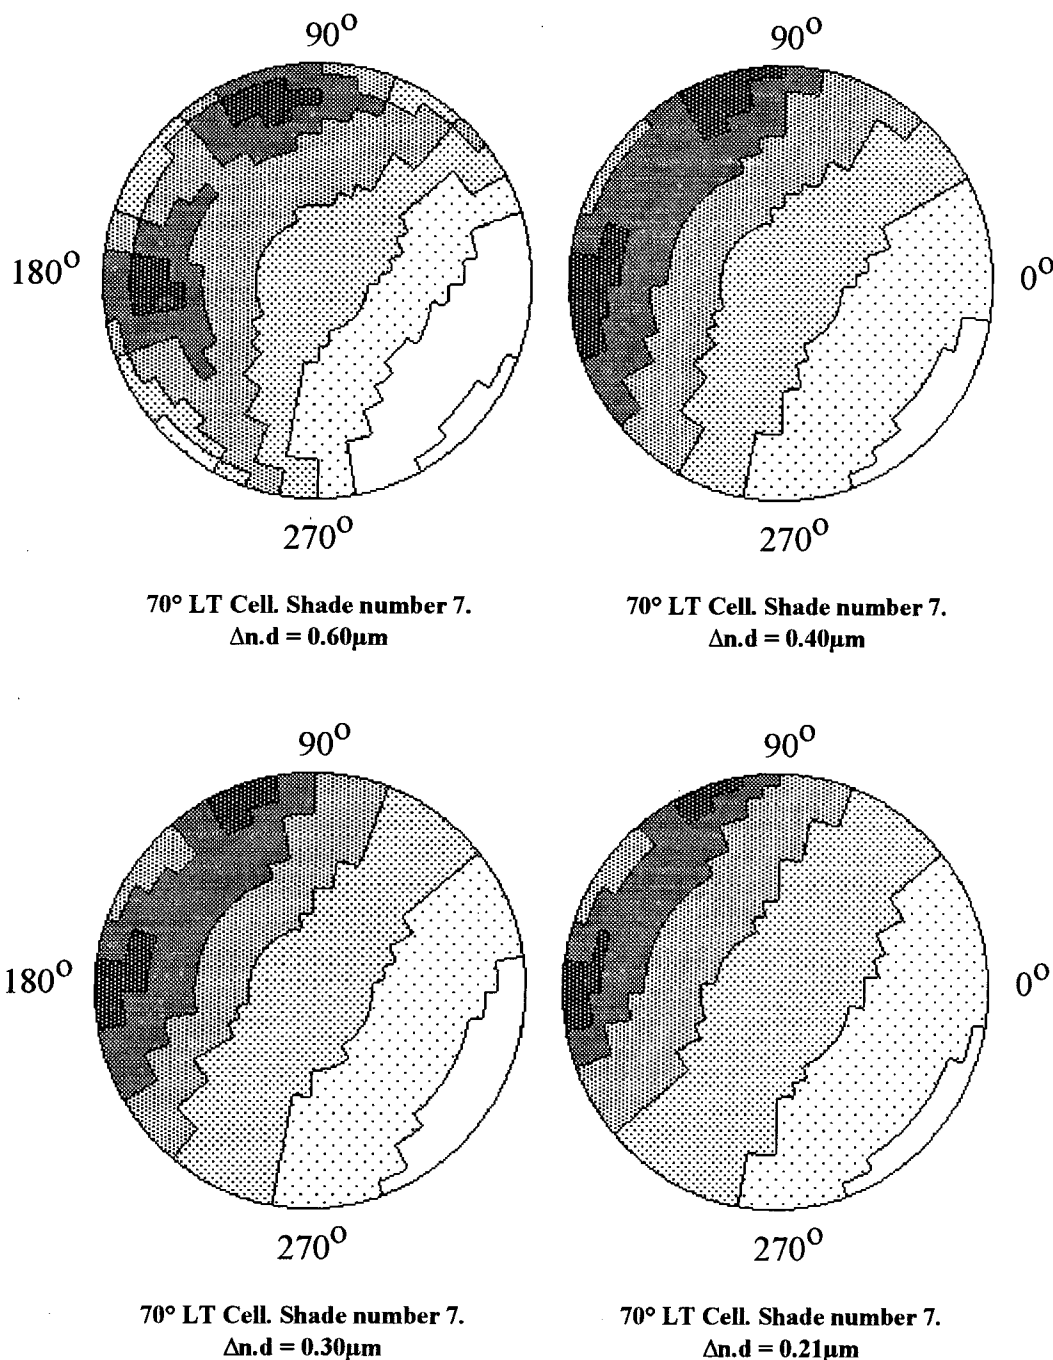 90°
90°
180°
0°
270°
270°
70° LT Cell. Shade number 7.
Δn.d = 0.60µm
70° LT Cell. Shade number 7.
Δn.d = 0.40µm
90°
90°
180°
0°
270°
270°
70° LT Cell. Shade number 7.
Δn.d = 0.30µm
70° LT Cell. Shade number 7.
Δn.d = 0.21µm